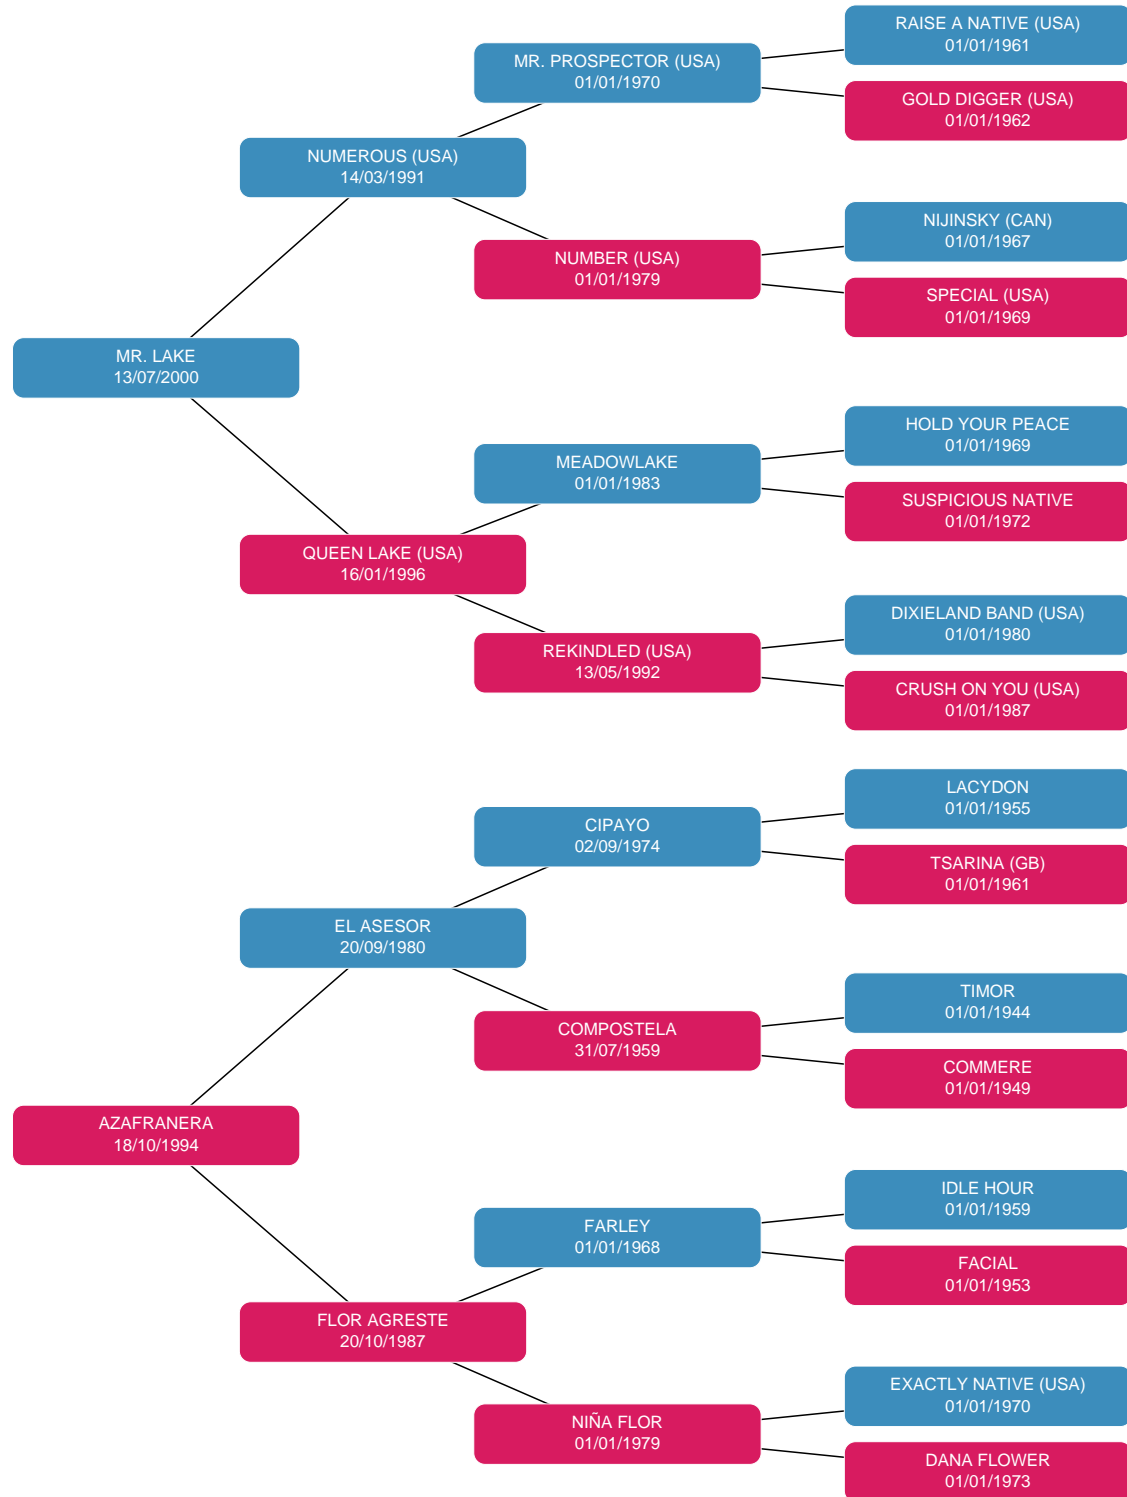 RAISE A NATIVE (USA)
01/01/1961
MR. PROSPECTOR (USA)
01/01/1970
GOLD DIGGER (USA)
01/01/1962
NUMEROUS (USA)
14/03/1991
NIJINSKY (CAN)
01/01/1967
NUMBER (USA)
01/01/1979
SPECIAL (USA)
01/01/1969
MR. LAKE
13/07/2000
HOLD YOUR PEACE
01/01/1969
MEADOWLAKE
01/01/1983
SUSPICIOUS NATIVE
01/01/1972
QUEEN LAKE (USA)
16/01/1996
DIXIELAND BAND (USA)
01/01/1980
REKINDLED (USA)
13/05/1992
CRUSH ON YOU (USA)
01/01/1987
LACYDON
01/01/1955
CIPAYO
02/09/1974
TSARINA (GB)
01/01/1961
EL ASESOR
20/09/1980
TIMOR
01/01/1944
COMPOSTELA
31/07/1959
COMMERE
01/01/1949
AZAFRANERA
18/10/1994
IDLE HOUR
01/01/1959
FARLEY
01/01/1968
FACIAL
01/01/1953
FLOR AGRESTE
20/10/1987
EXACTLY NATIVE (USA)
01/01/1970
NIÑA FLOR
01/01/1979
DANA FLOWER
01/01/1973